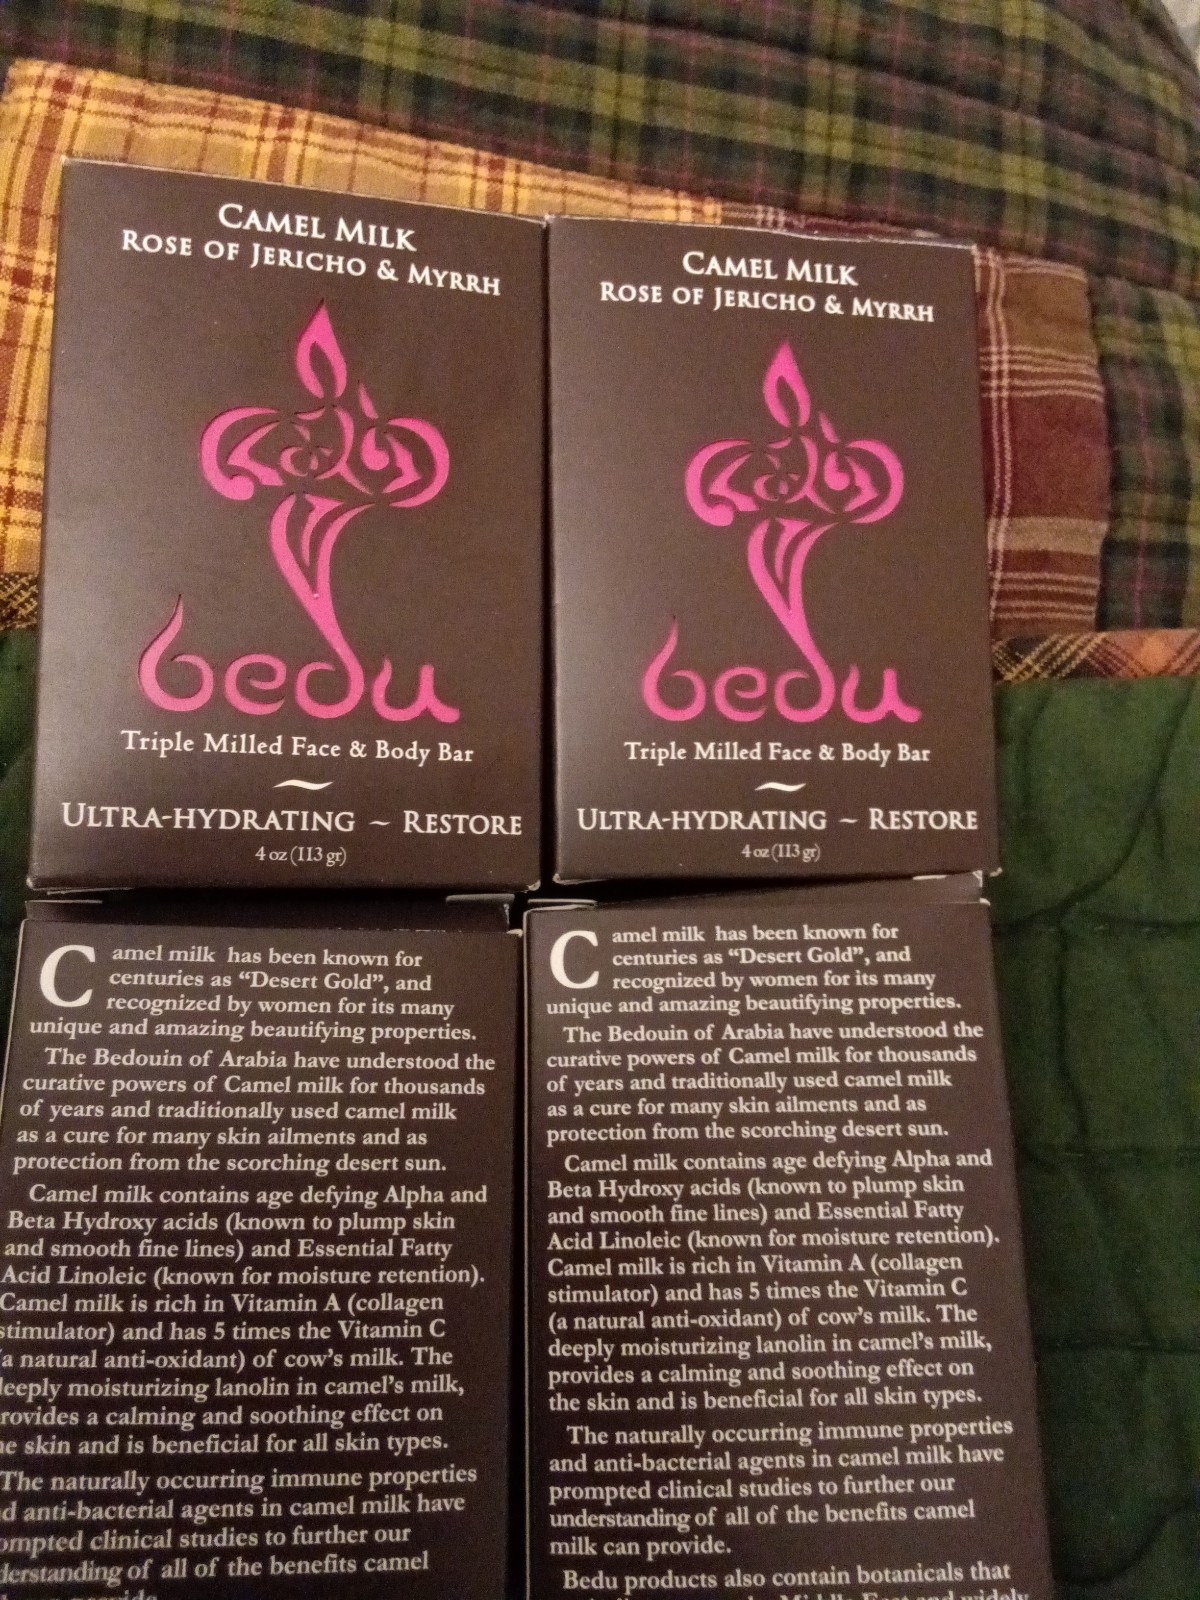 CAMEL MILK
ROSE OF JERICHO & MYRRH
bedu
Triple Milled Face & Body Bar
~
ULTRA-HYDRATING ~ RESTORE
4 oz (113 gr)
CAMEL MILK
ROSE OF JERICHO & MYRRH
bedu
Triple Milled Face & Body Bar
~
ULTRA-HYDRATING ~ RESTORE
4 oz (113 gr)
Camel milk has been known for
centuries as “Desert Gold”, and
recognized by women for its many
unique and amazing beautifying properties.
The Bedouin of Arabia have understood the
curative powers of Camel milk for thousands
of years and traditionally used camel milk
as a cure for many skin ailments and as
protection from the scorching desert sun.
Camel milk contains age defying Alpha and
Beta Hydroxy acids (known to plump skin
and smooth fine lines) and Essential Fatty
Acid Linoleic (known for moisture retention).
Camel milk is rich in Vitamin A (collagen
stimulator) and has 5 times the Vitamin C
(a natural anti-oxidant) of cow’s milk. The
deeply moisturizing lanolin in camel’s milk,
rovides a calming and soothing effect on
he skin and is beneficial for all skin types.
The naturally occurring immune properties
d anti-bacterial agents in camel milk have
ompted clinical studies to further our
derstanding of all of the benefits camel
Camel milk has been known for
centuries as “Desert Gold”, and
recognized by women for its many
unique and amazing beautifying properties.
The Bedouin of Arabia have understood the
curative powers of Camel milk for thousands
of years and traditionally used camel milk
as a cure for many skin ailments and as
protection from the scorching desert sun.
Camel milk contains age defying Alpha and
Beta Hydroxy acids (known to plump skin
and smooth fine lines) and Essential Fatty
Acid Linoleic (known for moisture retention).
Camel milk is rich in Vitamin A (collagen
stimulator) and has 5 times the Vitamin C
(a natural anti-oxidant) of cow’s milk. The
deeply moisturizing lanolin in camel’s milk,
provides a calming and soothing effect on
the skin and is beneficial for all skin types.
The naturally occurring immune properties
and anti-bacterial agents in camel milk have
prompted clinical studies to further our
understanding of all of the benefits camel
milk can provide.
Bedu products also contain botanicals that